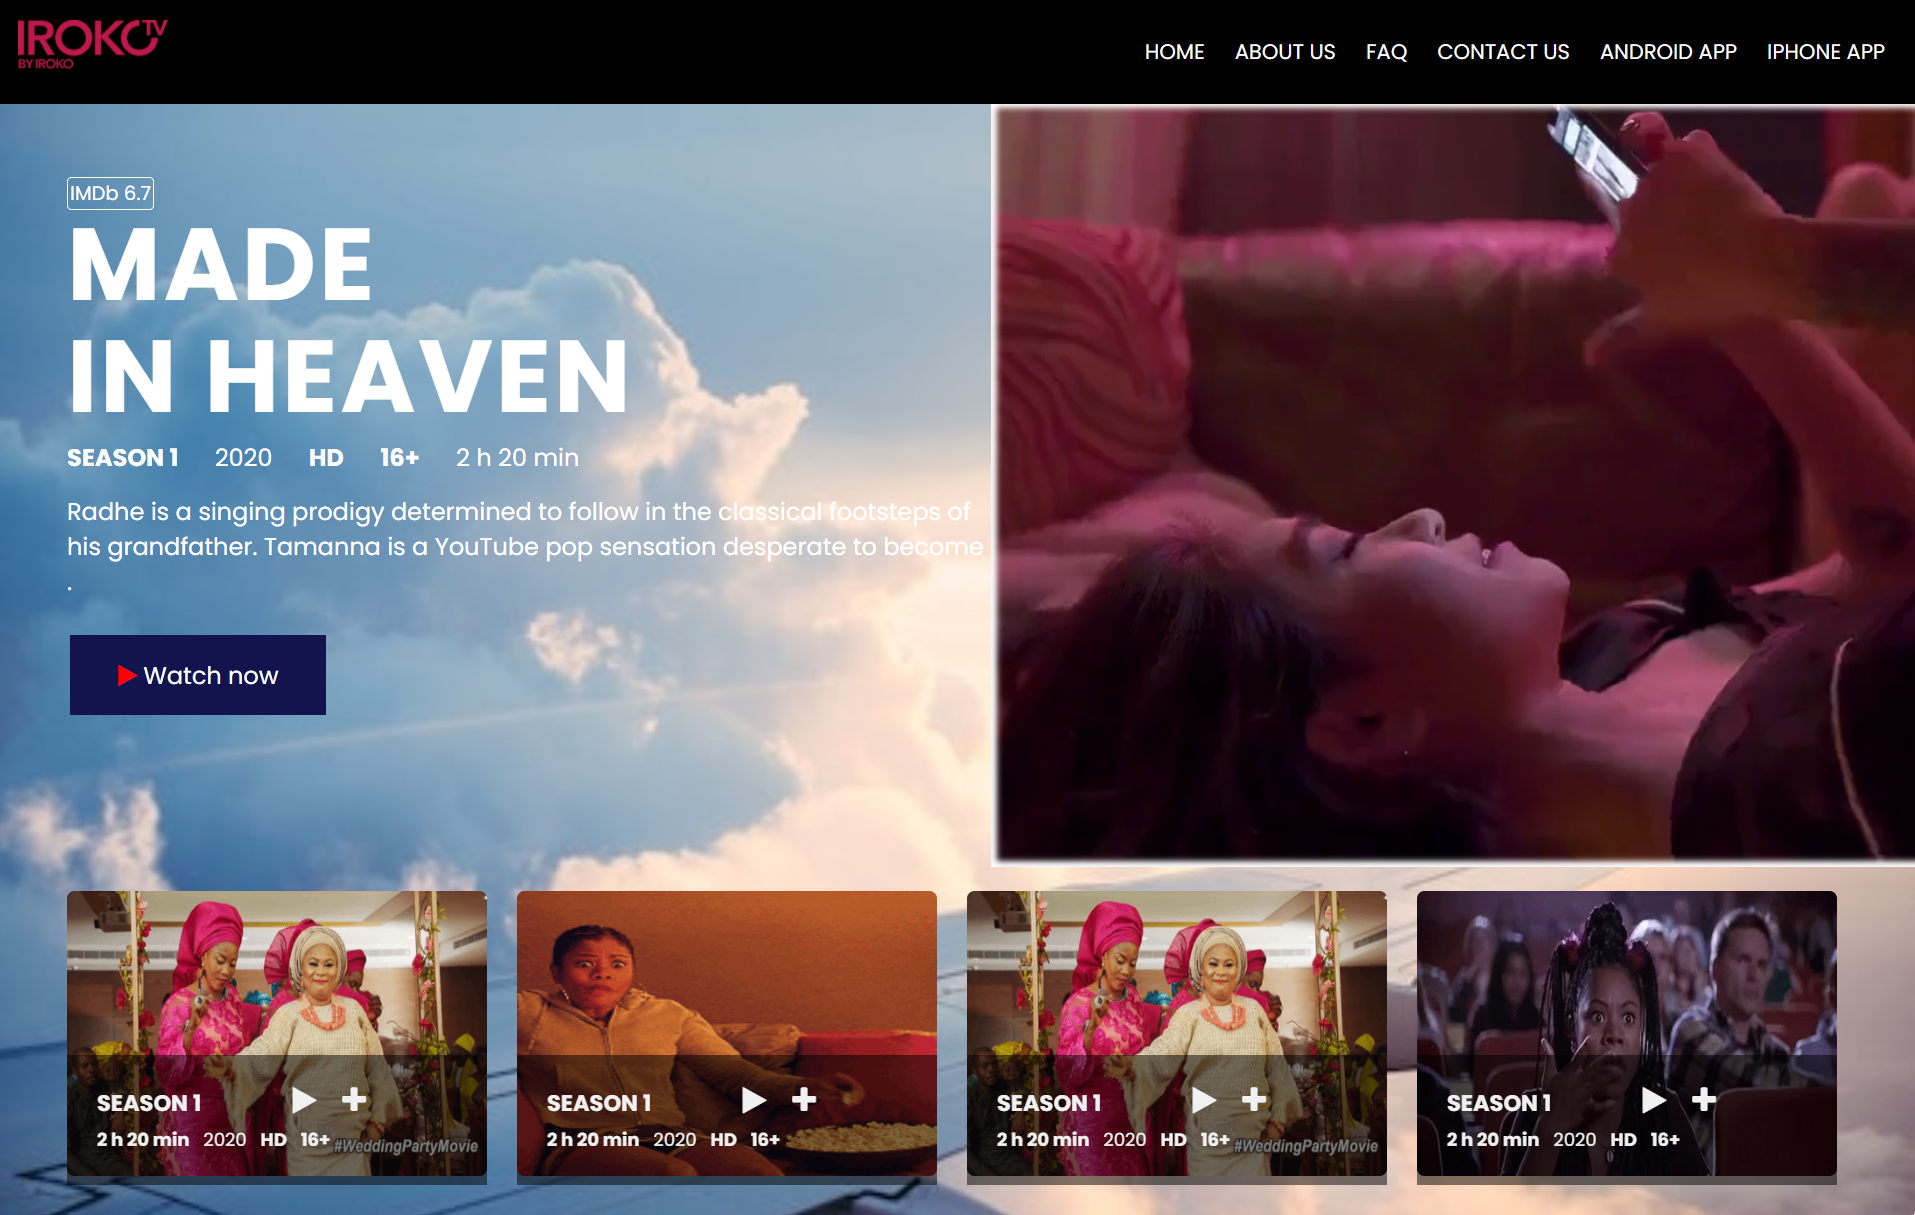 IROKO TV
BY IROKO
HOME ABOUT US FAQ CONTACT US ANDROID APP IPHONE APP
IMDb 6.7
MADE
IN HEAVEN
SEASON 1 2020 HD 16+ 2 h 20 min
Radhe is a singing prodigy determined to follow in the classical footsteps of
his grandfather. Tamanna is a YouTube pop sensation desperate to become
.
Watch now
SEASON 1
2 h 20 min 2020 HD 16+
#WeddingPartyMovie
SEASON 1
2 h 20 min 2020 HD 16+
SEASON 1
2 h 20 min 2020 HD 16+
#WeddingPartyMovie
SEASON 1
2 h 20 min 2020 HD 16+